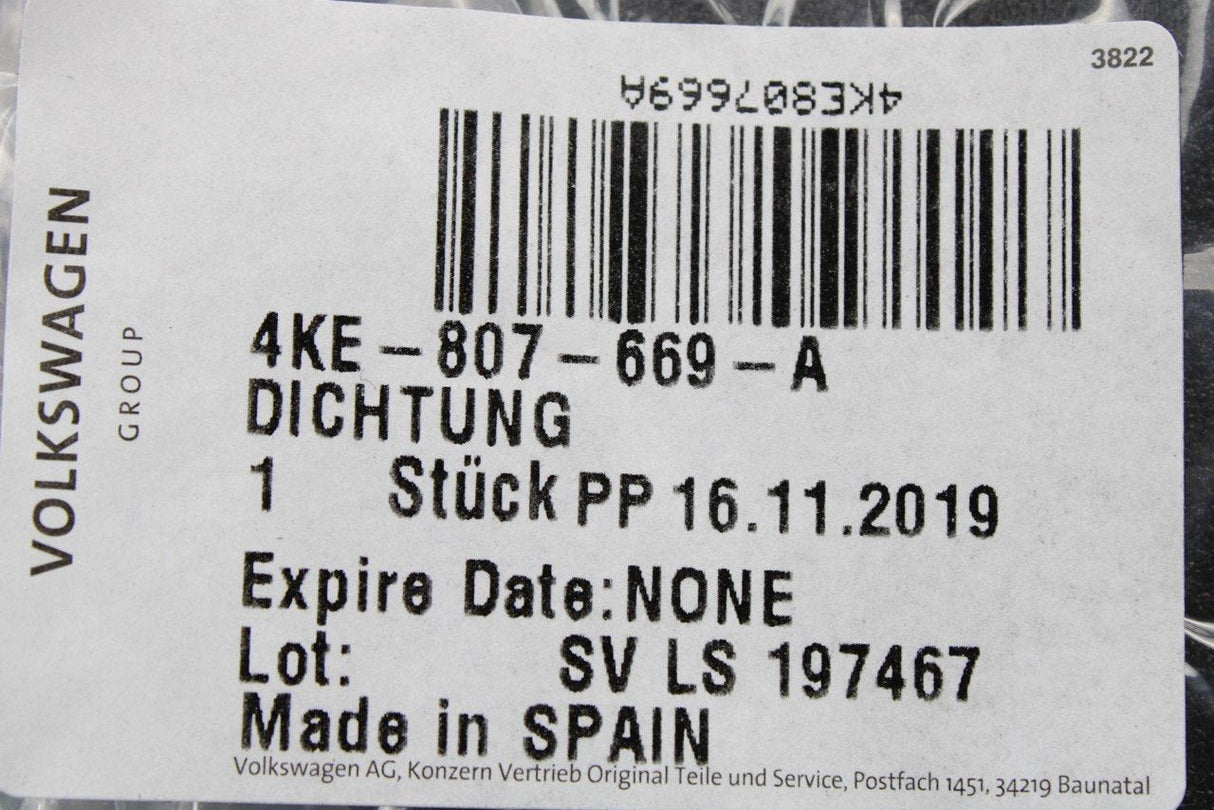 3822
4KE807669A
VOLKSWAGEN
GROUP
4KE-807-669-A
DICHTUNG
1 Stück PP 16.11.2019
Expire Date:NONE
Lot: SV LS 197467
Made in SPAIN
Volkswagen AG, Konzern Vertrieb Original Teile und Service, Postfach 1451, 34219 Baunatal